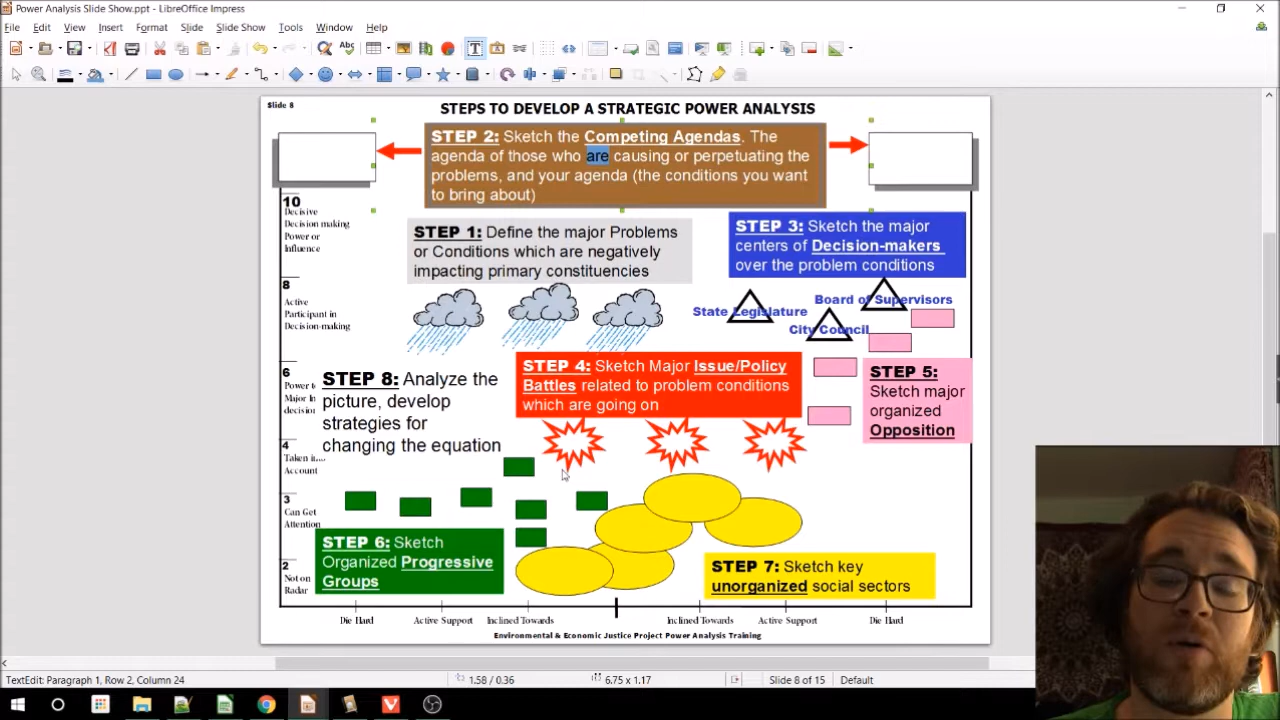 Power Analysis Slide Show.ppt - LibreOffice Impress
File Edit View Insert Format Slide Slide Show Tools Window Help
Slide 8
STEPS TO DEVELOP A STRATEGIC POWER ANALYSIS
STEP 2: Sketch the Competing Agendas. The
agenda of those who are causing or perpetuating the
problems, and your agenda (the conditions you want
to bring about)
10
Decisive
Decision making
Power or
Influence
STEP 1: Define the major Problems
or Conditions which are negatively
impacting primary constituencies
STEP 3: Sketch the major
centers of Decision-makers
over the problem conditions
8
Active
Participant in
Decision-making
State Legislature
Board of Supervisors
City Council
STEP 4: Sketch Major Issue/Policy
Battles related to problem conditions
which are going on
STEP 5:
Sketch major
organized
Opposition
6
Power t
Major In
decisio
STEP 8: Analyze the
picture, develop
strategies for
changing the equation
4
Taken i
Account
3
Can Get
Attention
STEP 6: Sketch
Organized Progressive
Groups
STEP 7: Sketch key
unorganized social sectors
2
Not on
Radar
Die Hard Active Support Inclined Towards Inclined Towards Active Support Die Hard
Environmental & Economic Justice Project Power Analysis Training
TextEdit: Paragraph 1, Row 2, Column 24 1.58 / 0.36 6.75 x 1.17 Slide 8 of 15 Default